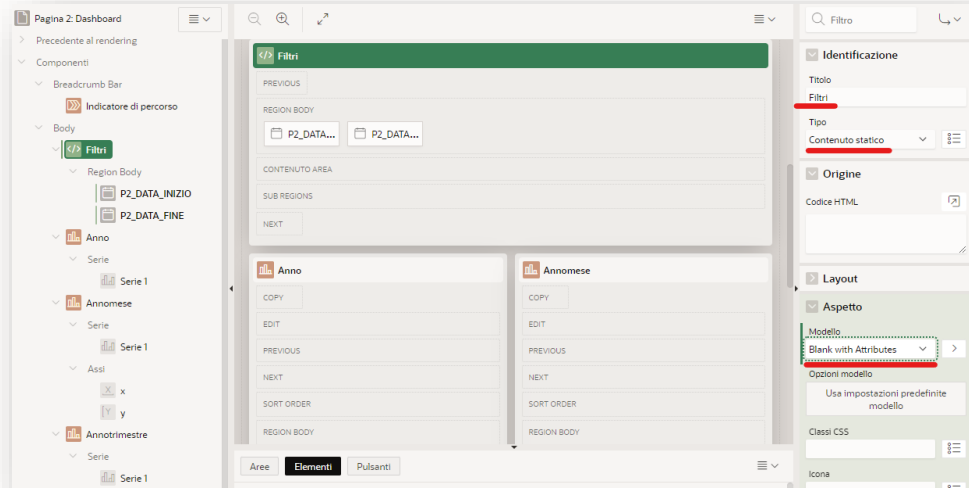 Pagina 2: Dashboard
Precedente al rendering
Componenti
Breadcrumb Bar
Indicatore di percorso
Body
</> Filtri
Region Body
P2_DATA_INIZIO
P2_DATA_FINE
Anno
Serie
Serie 1
Annomese
Serie
Serie 1
Assi
X x
Y y
Annotrimestre
Serie
Serie 1
</> Filtri
PREVIOUS
REGION BODY
P2_DATA... P2_DATA...
CONTENUTO AREA
SUB REGIONS
NEXT
Anno
COPY
EDIT
PREVIOUS
NEXT
SORT ORDER
REGION BODY
Annomese
COPY
EDIT
PREVIOUS
NEXT
SORT ORDER
REGION BODY
Aree Elementi Pulsanti
Filtro
Identificazione
Titolo
Filtri
Tipo
Contenuto statico
Origine
Codice HTML
Layout
Aspetto
Modello
Blank with Attributes
Opzioni modello
Usa impostazioni predefinite
modello
Classi CSS
Icona